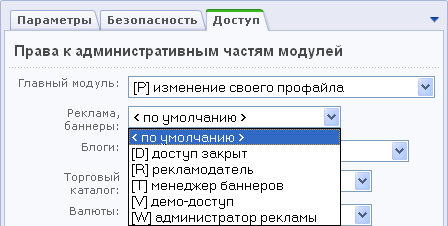 Параметры Безопасность Доступ
Права к административным частям модулей
Главный модуль: [P] изменение своего профайла
Реклама, баннеры: < по умолчанию >
< по умолчанию >
[D] доступ закрыт
[R] рекламодатель
[T] менеджер баннеров
[V] демо-доступ
[W] администратор рекламы
Блоги:
Торговый каталог:
Валюты: